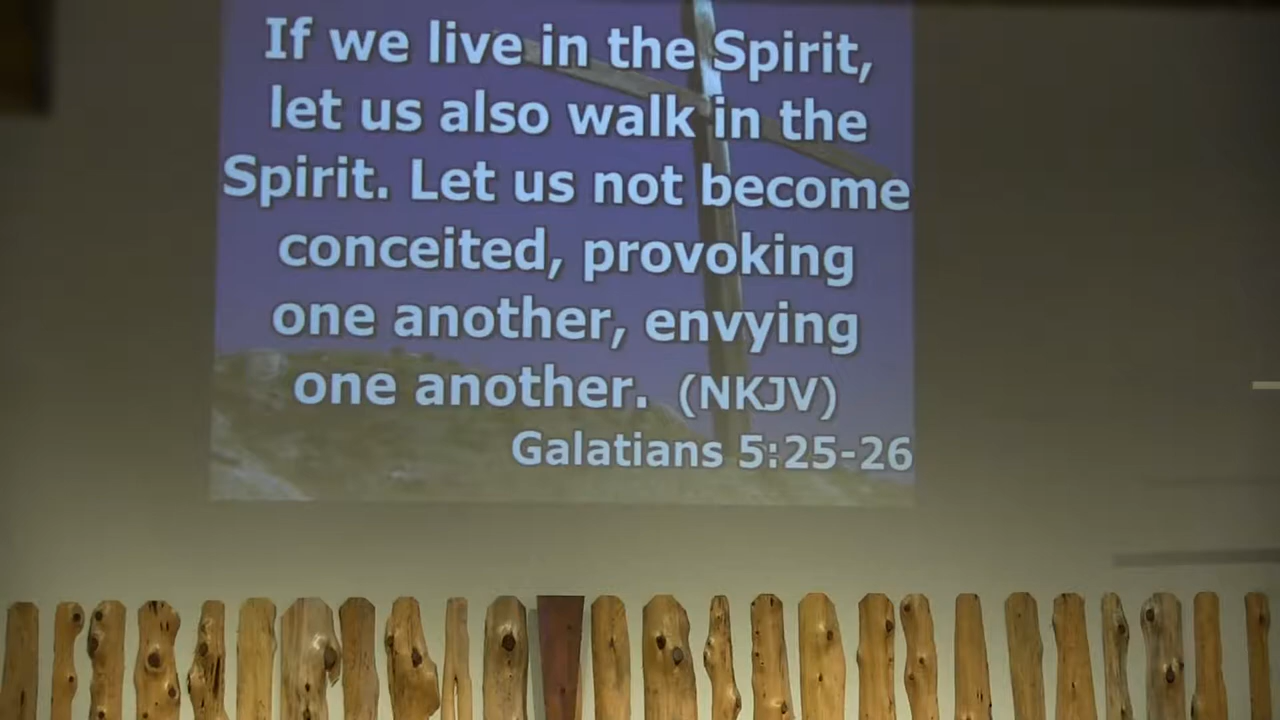 If we live in the Spirit,
let us also walk in the
Spirit. Let us not become
conceited, provoking
one another, envying
one another. (NKJV)
Galatians 5:25-26